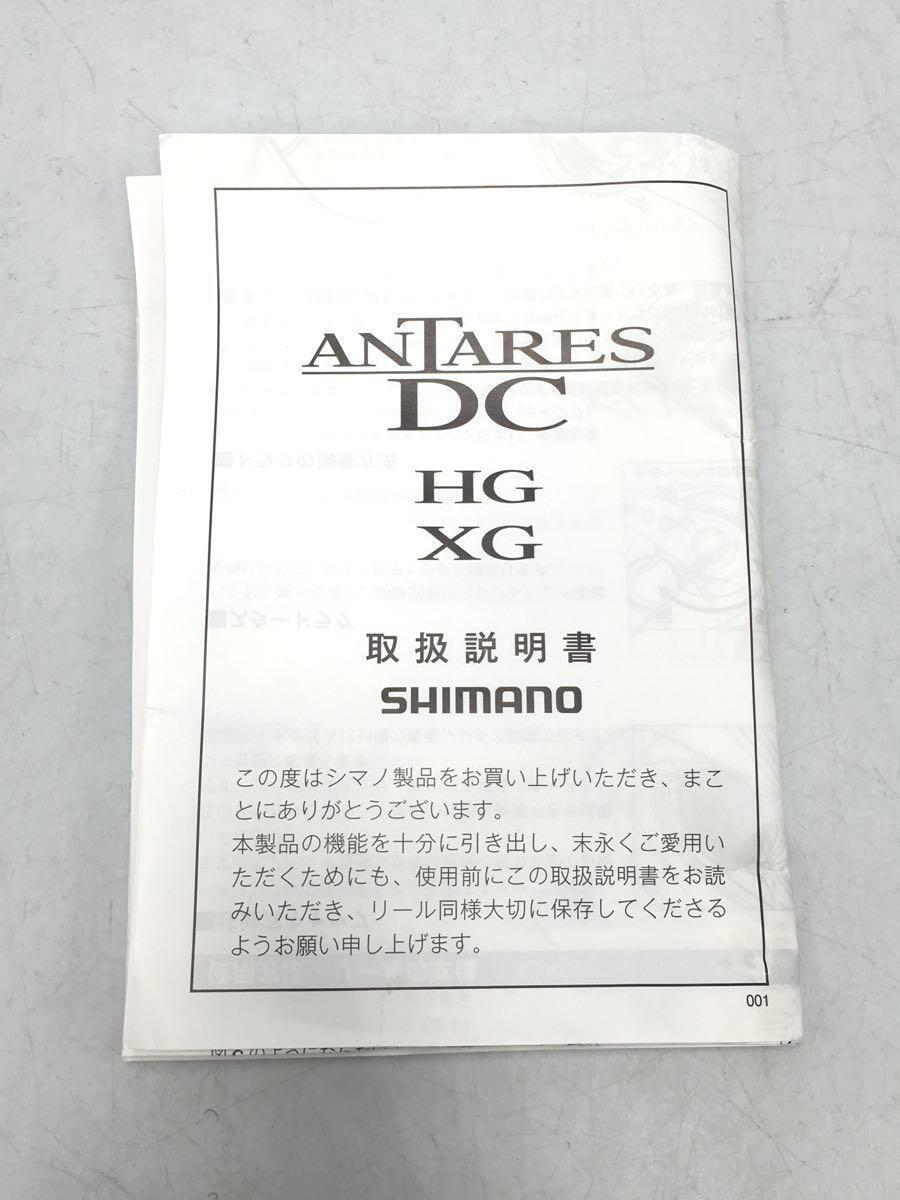 ANTARES
DC
HG
XG
取扱説明書
SHIMANO
この度はシマノ製品をお買い上げいただき、まこ
とにありがとうございます。
本製品の機能を十分に引き出し、末永くご愛用い
ただくためにも、使用前にこの取扱説明書をお読
みいただき、リール同様大切に保存してくださる
ようお願い申し上げます。
001